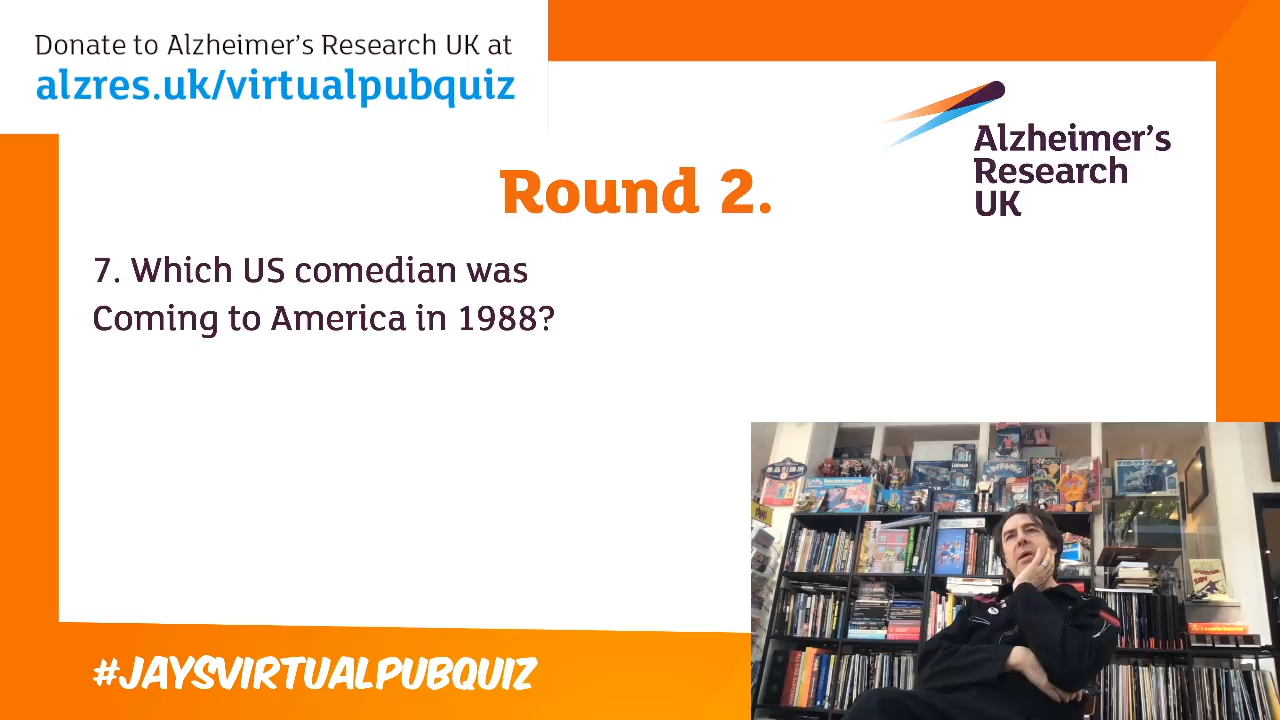 Donate to Alzheimer's Research UK at
alzres.uk/virtualpubquiz
Alzheimer's
Research
UK
Round 2.
7. Which US comedian was
Coming to America in 1988?
#JAYSVIRTUALPUBQUIZ